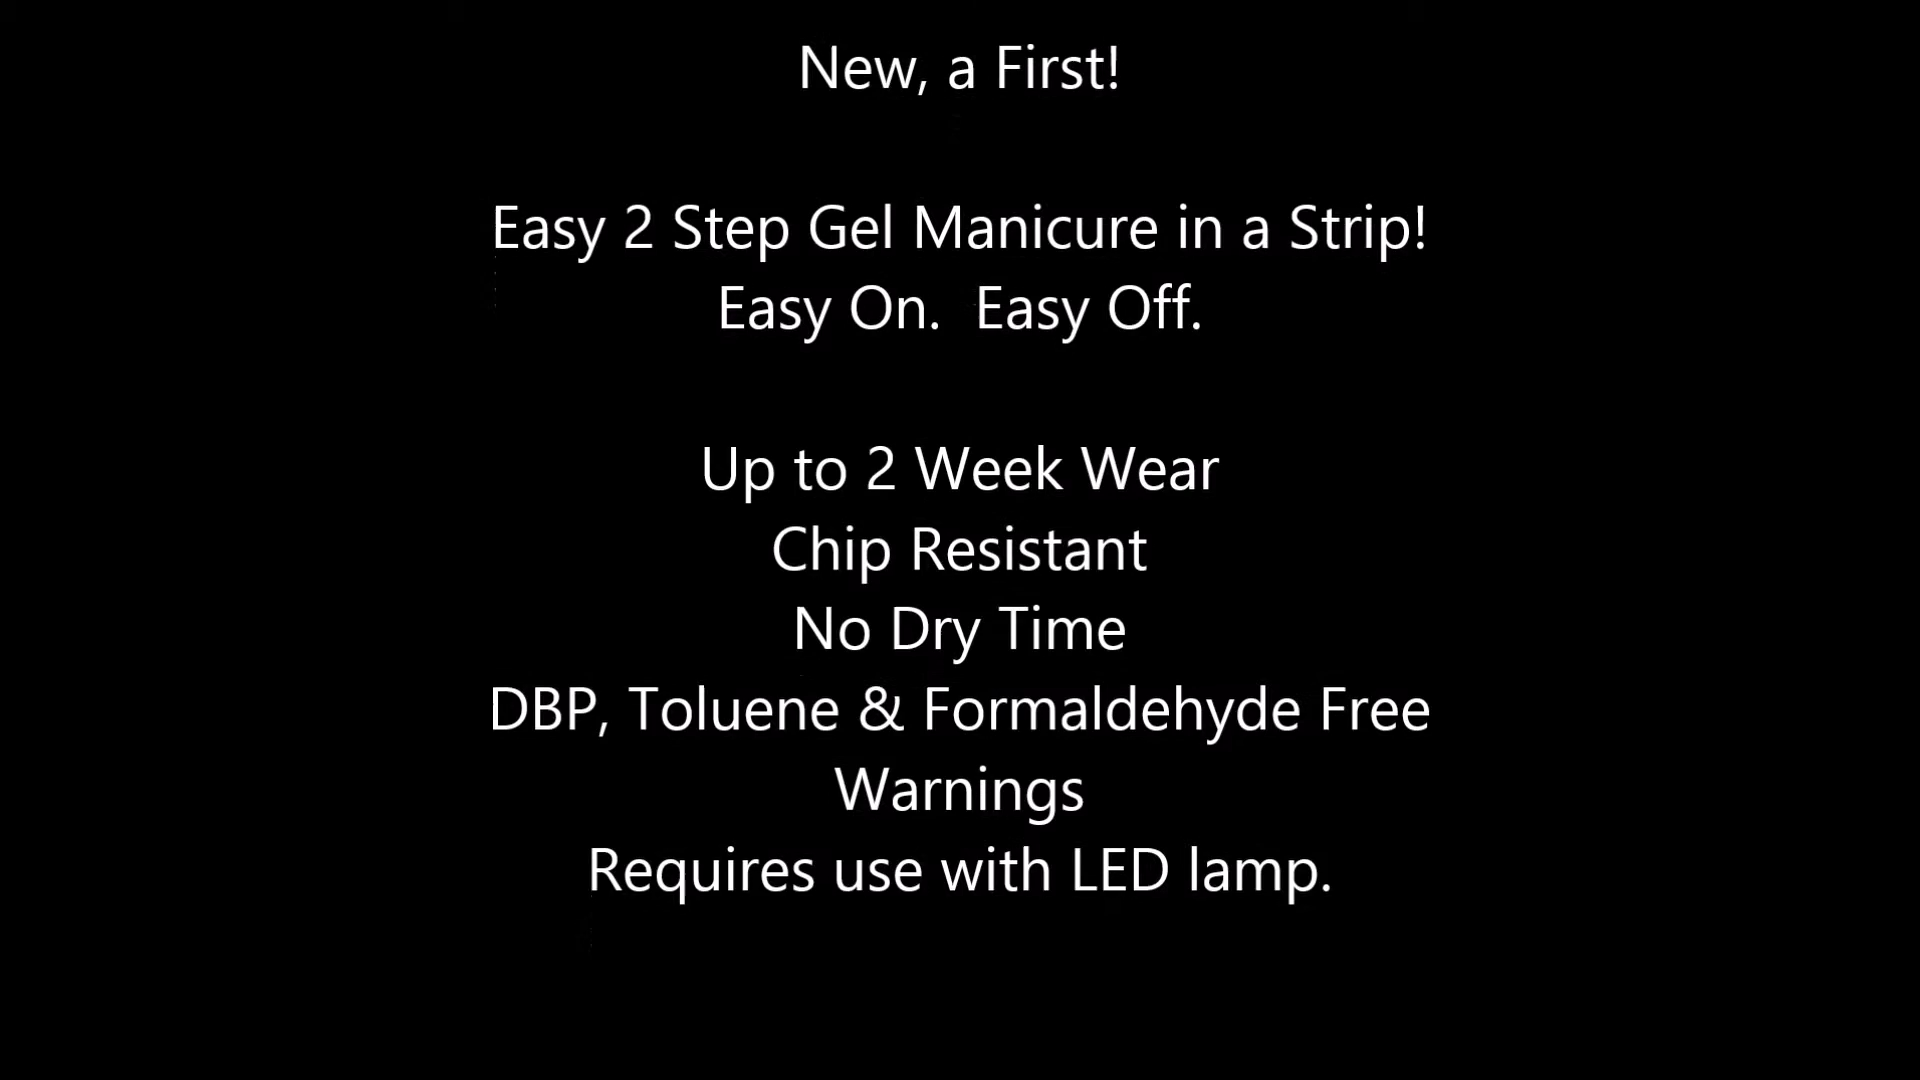 New, a First!
Easy 2 Step Gel Manicure in a Strip!
Easy On.  Easy Off.
Up to 2 Week Wear
Chip Resistant
No Dry Time
DBP, Toluene & Formaldehyde Free
Warnings
Requires use with LED lamp.